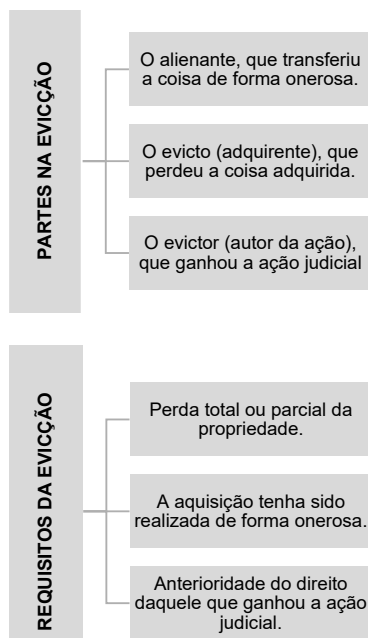 PARTES NA EVICÇÃO
O alienante, que transferiu
a coisa de forma onerosa.
O evicto (adquirente), que
perdeu a coisa adquirida.
O evictor (autor da ação),
que ganhou a ação judicial
REQUISITOS DA EVICÇÃO
Perda total ou parcial da
propriedade.
A aquisição tenha sido
realizada de forma onerosa.
Anterioridade do direito
daquele que ganhou a ação
judicial.